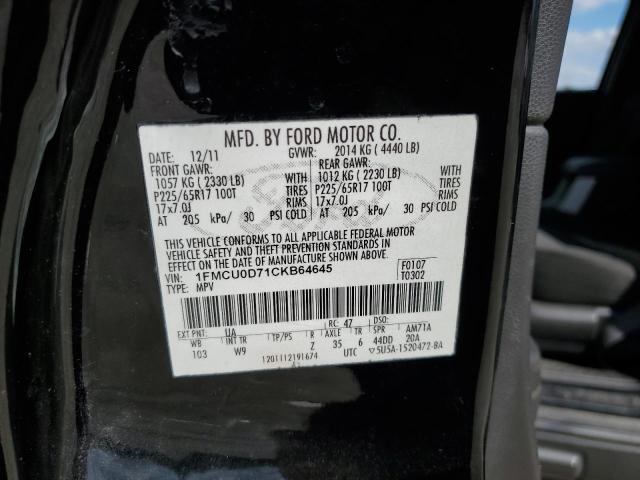 MFD. BY FORD MOTOR CO.
DATE: 12/11 GVWR: 2014 KG ( 4440 LB)
FRONT GAWR: REAR GAWR:
1057 KG ( 2330 LB) WITH 1012 KG ( 2230 LB) WITH
P225/65R17 100T TIRES P225/65R17 100T TIRES
17x7.0J RIMS 17x7.0J RIMS
AT 205 kPa/ 30 PSI COLD AT 205 kPa/ 30 PSI COLD
THIS VEHICLE CONFORMS TO ALL APPLICABLE FEDERAL MOTOR
VEHICLE SAFETY AND THEFT PREVENTION STANDARDS IN
EFFECT ON THE DATE OF MANUFACTURE SHOWN ABOVE.
VIN: 1FMCU0D71CKB64645 F0107
TYPE: MPV T0302
EXT PNT: UA RC: 47 DSO:
WB INT TR TP/PS R AXLE TR SPR AM71A
103 W9 Z 35 6 44DD 20A
1201112191674 UTC ▽5U5A-1520472-BA
Ford